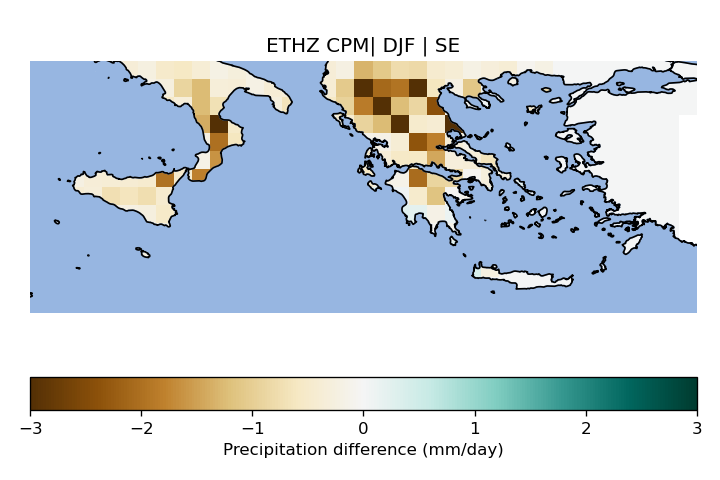 ETHZ CPM| DJF | SE
−3 −2 −1 0 1 2 3
Precipitation difference (mm/day)